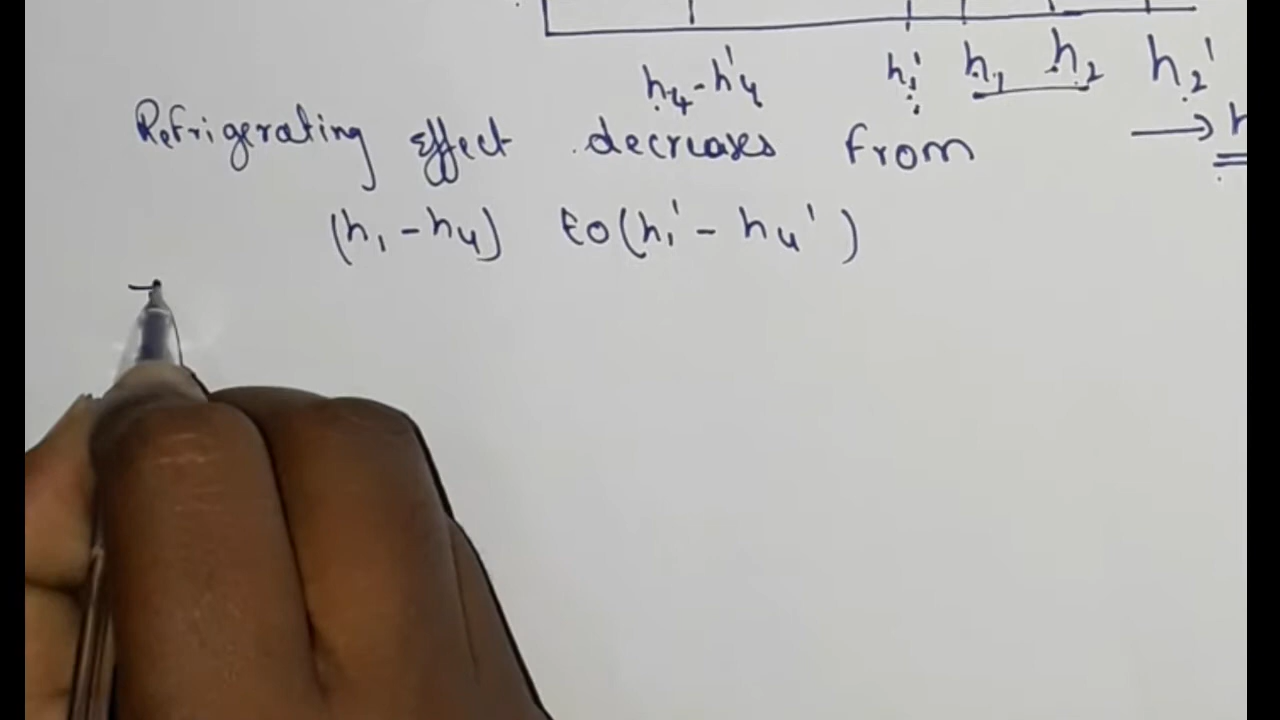 h₄-h'₄ h₁' h₁ h₂ h₂'
Refrigerating effect decreases from →
(h₁ - h₄) to (h₁' - h₄')